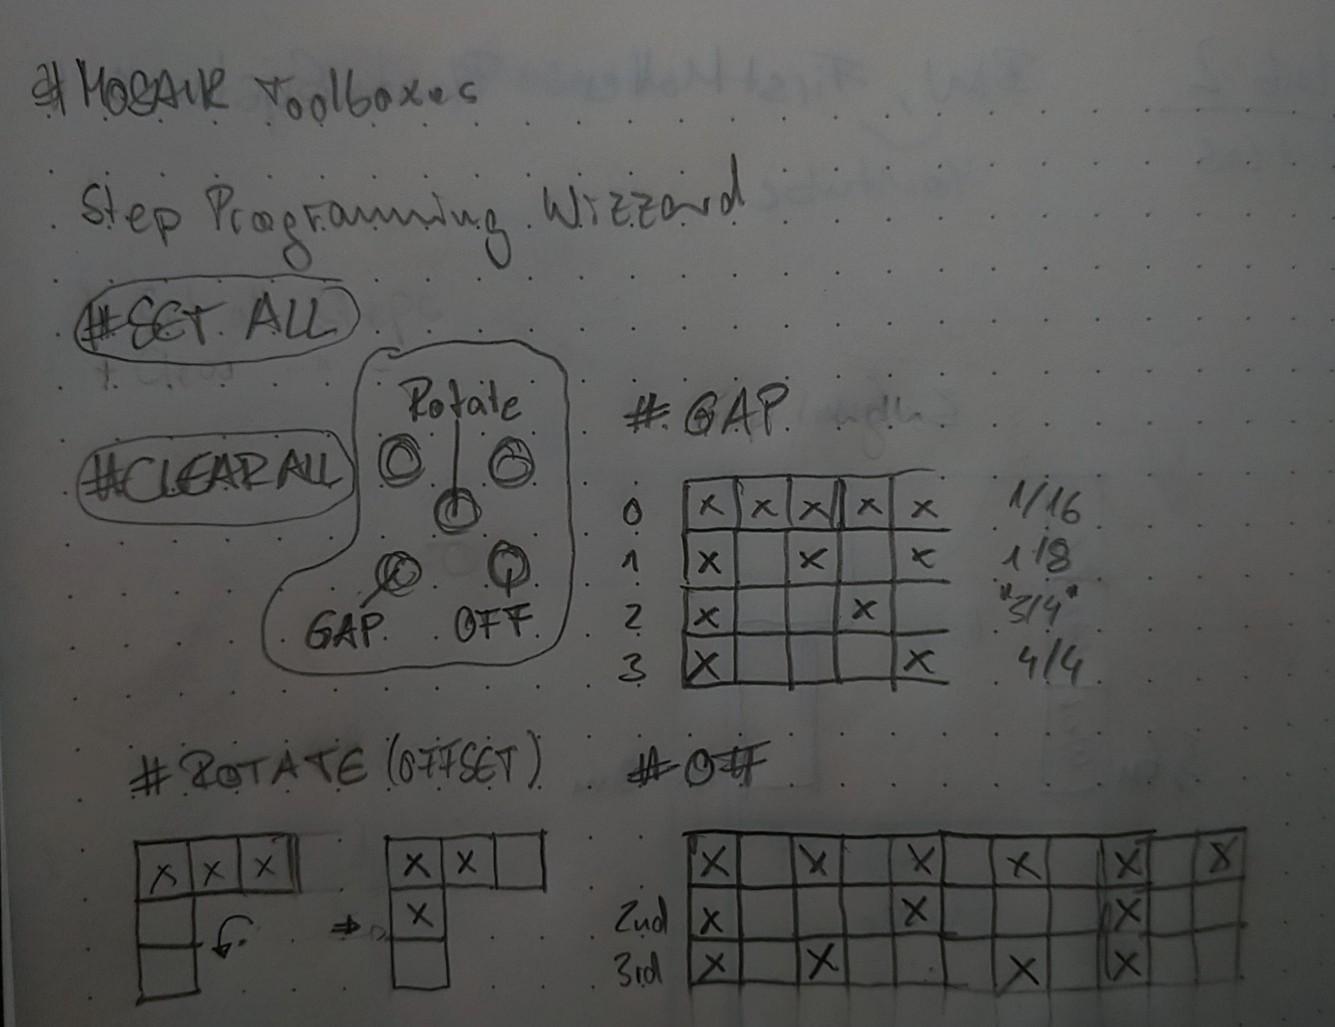 # MOSAIK Toolboxes
Step Programming Wizzard
#SET ALL
#CLEAR ALL
Rotate
GAP OFF
# GAP
0 x x x x x 1/16
1 x x x 1/8
2 x x "3/4"
3 x x 4/4
# ROTATE (OFFSET)
x x x
⇒
x x
x
# OFF
x x x x x x
2nd x x x
3rd x x x x